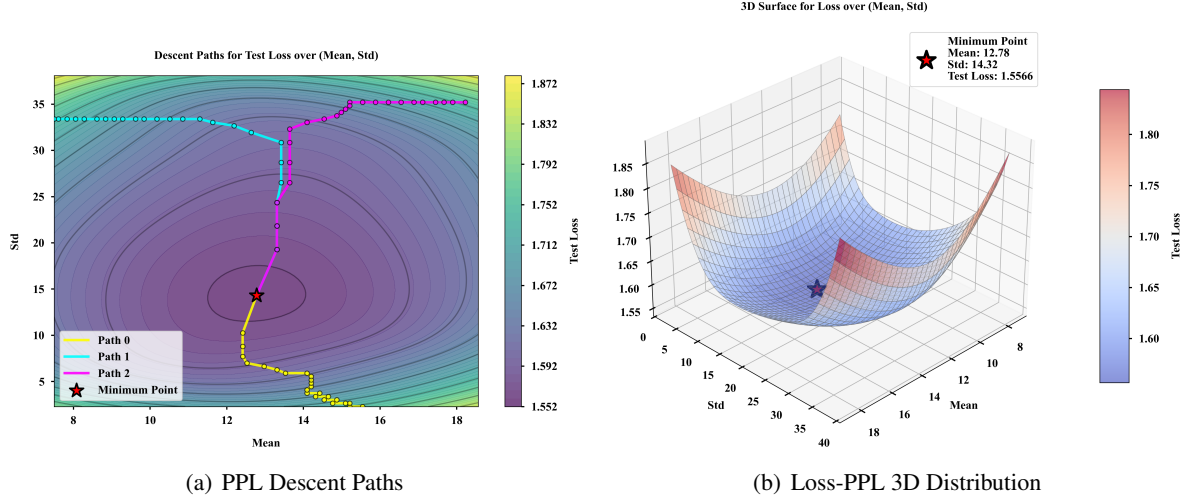 3D Surface for Loss over (Mean, Std)
Descent Paths for Test Loss over (Mean, Std)
35
30
25
20
15
10
5
Std
8
10
12
14
16
18
Mean
Path 0
Path 1
Path 2
Minimum Point
1.872
1.832
1.792
1.752
1.712
1.672
1.632
1.592
1.552
Test Loss
Minimum Point
Mean: 12.78
Std: 14.32
Test Loss: 1.5566
1.85
1.80
1.75
1.70
1.65
1.60
1.55
0
5
10
15
20
25
30
35
40
Std
18
16
14
12
10
8
Mean
1.80
1.75
1.70
1.65
1.60
Test Loss
(a) PPL Descent Paths
(b) Loss-PPL 3D Distribution